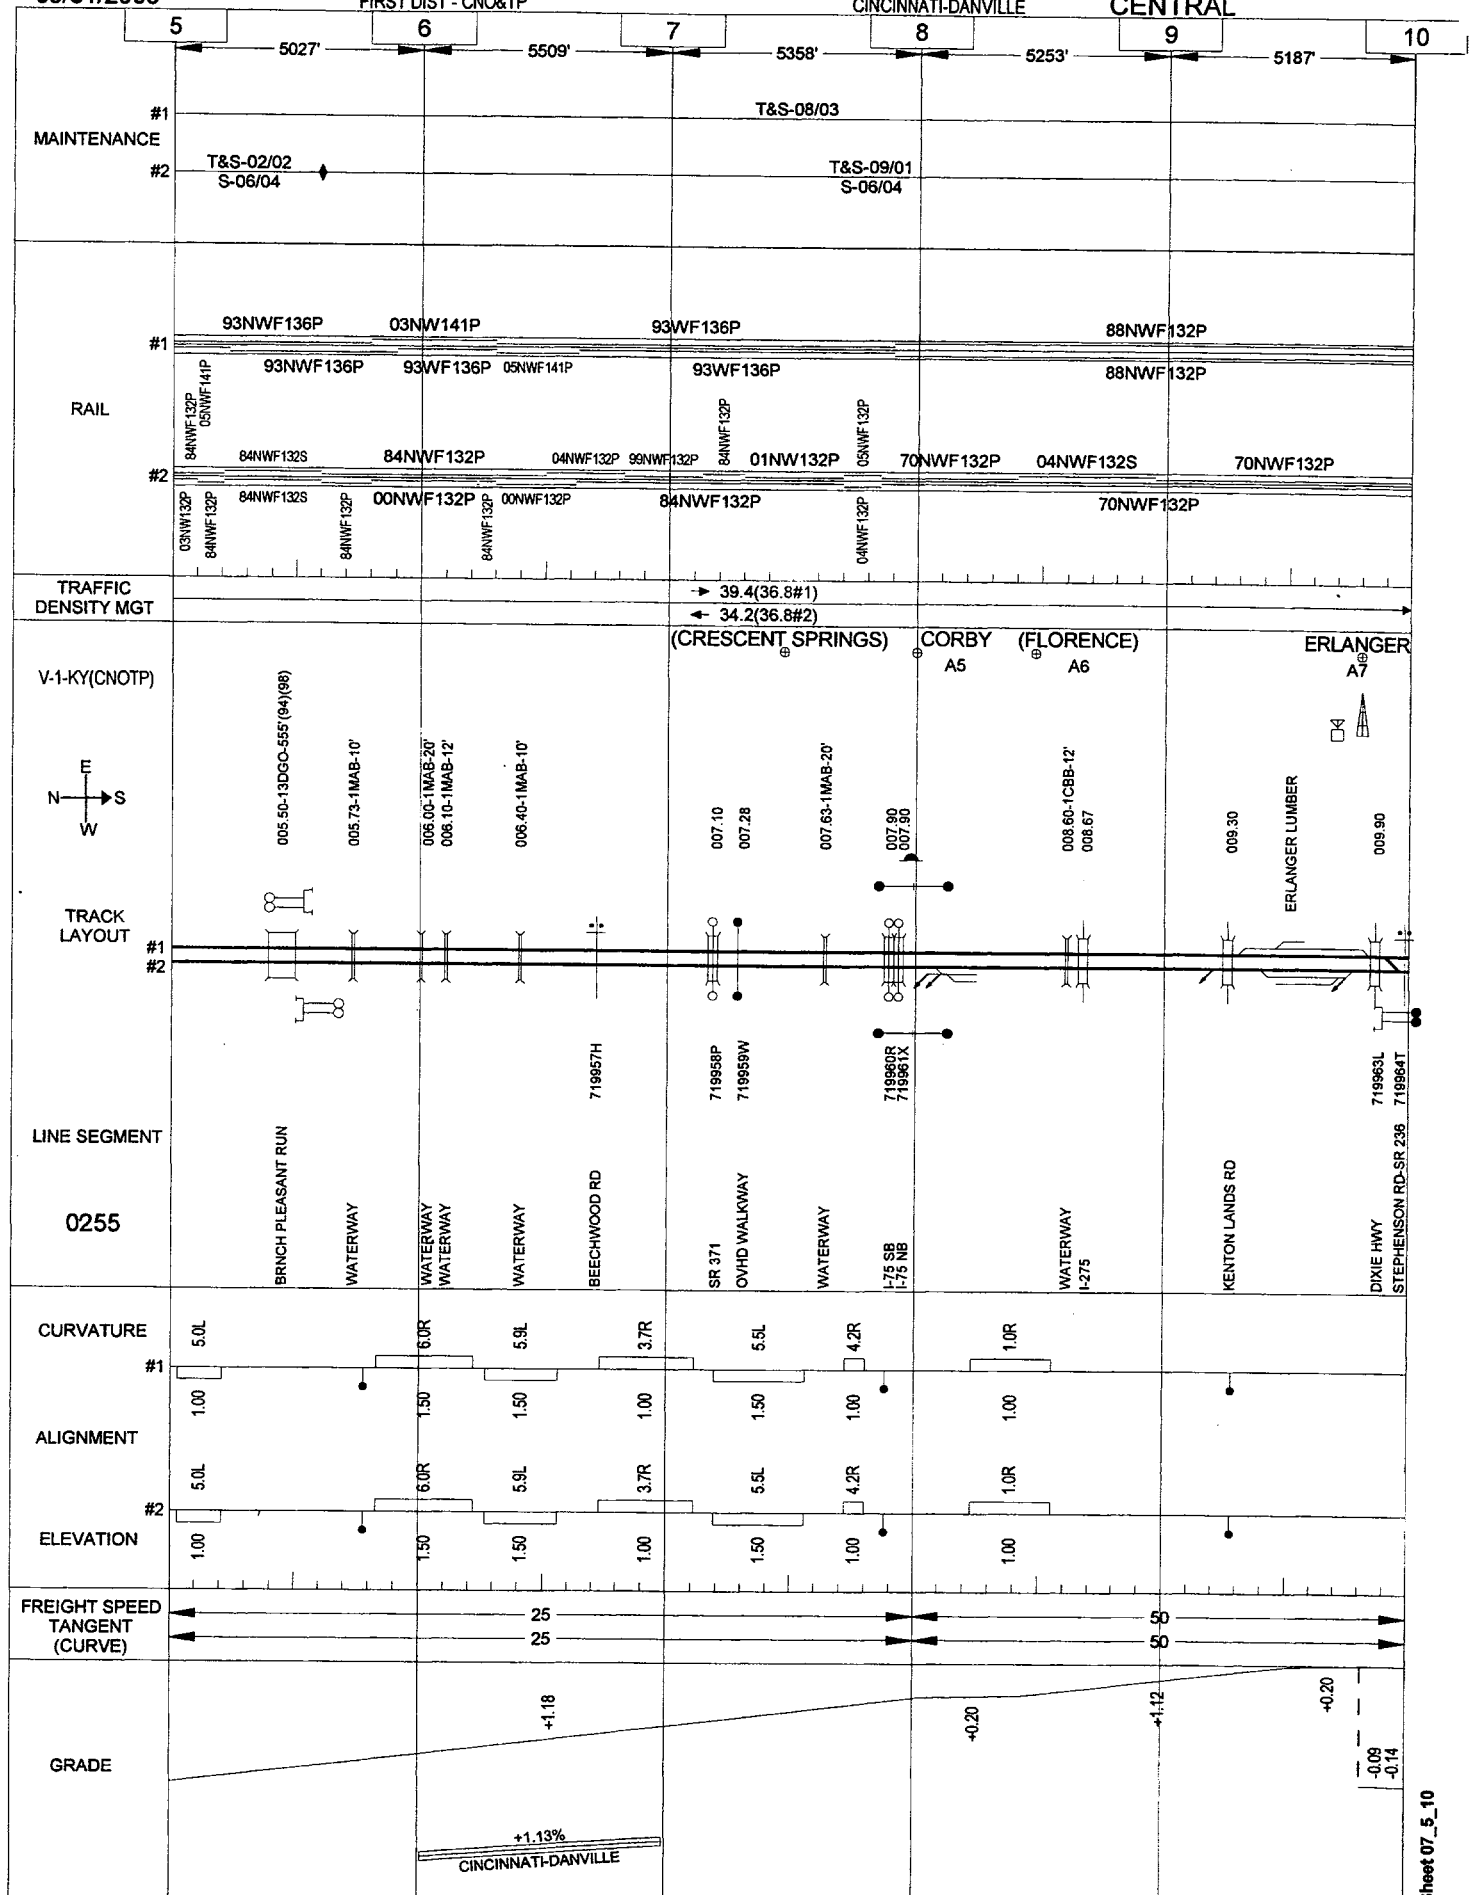 FIRST DIST - CNO&TP
CINCINNATI-DANVILLE
CENTRAL
5 6 7 8 9 10
5027' 5509' 5358' 5253' 5187'
MAINTENANCE
#1
T&S-08/03
#2
T&S-02/02
S-06/04
T&S-09/01
S-06/04
RAIL
93NWF136P 03NW141P 93WF136P 88NWF132P
#1
93NWF136P 93WF136P 05NWF141P 93WF136P 88NWF132P
84NWF132P
05NWF141P
84NWF132P
05NWF132P
84NWF132S 84NWF132P 04NWF132P 99NWF132P 01NW132P 70NWF132P 04NWF132S 70NWF132P
#2
84NWF132S 00NWF132P 00NWF132P 84NWF132P 70NWF132P
03NW132P
84NWF132P
84NWF132P
84NWF132P
04NWF132P
TRAFFIC
DENSITY MGT
39.4(36.8#1)
34.2(36.8#2)
V-1-KY(CNOTP)
(CRESCENT SPRINGS) CORBY (FLORENCE) ERLANGER
A5 A6 A7
E
N S
W
005.50-13DGO-555'(94)(98)
005.73-1MAB-10'
006.00-1MAB-20'
006.10-1MAB-12'
006.40-1MAB-10'
007.10
007.28
007.63-1MAB-20'
007.90
007.90
008.60-1CBB-12'
008.67
009.30
ERLANGER LUMBER
009.90
TRACK
LAYOUT
#1
#2
719957H
719958P
719959W
719960R
719961X
719963L
719964T
LINE SEGMENT
0255
BRNCH PLEASANT RUN
WATERWAY
WATERWAY
WATERWAY
WATERWAY
BEECHWOOD RD
SR 371
OVHD WALKWAY
WATERWAY
I-75 SB
I-75 NB
WATERWAY
I-275
KENTON LANDS RD
DIXIE HWY
STEPHENSON RD-SR 236
CURVATURE
5.0L 6.0R 5.9L 3.7R 5.5L 4.2R 1.0R
#1
1.00 1.50 1.50 1.00 1.50 1.00 1.00
ALIGNMENT
5.0L 6.0R 5.9L 3.7R 5.5L 4.2R 1.0R
#2
ELEVATION
1.00 1.50 1.50 1.00 1.50 1.00 1.00
FREIGHT SPEED
TANGENT
(CURVE)
25 50
25 50
GRADE
+1.18
+0.20
+1.12
+0.20
-0.09
-0.14
+1.13%
CINCINNATI-DANVILLE
07_5_10